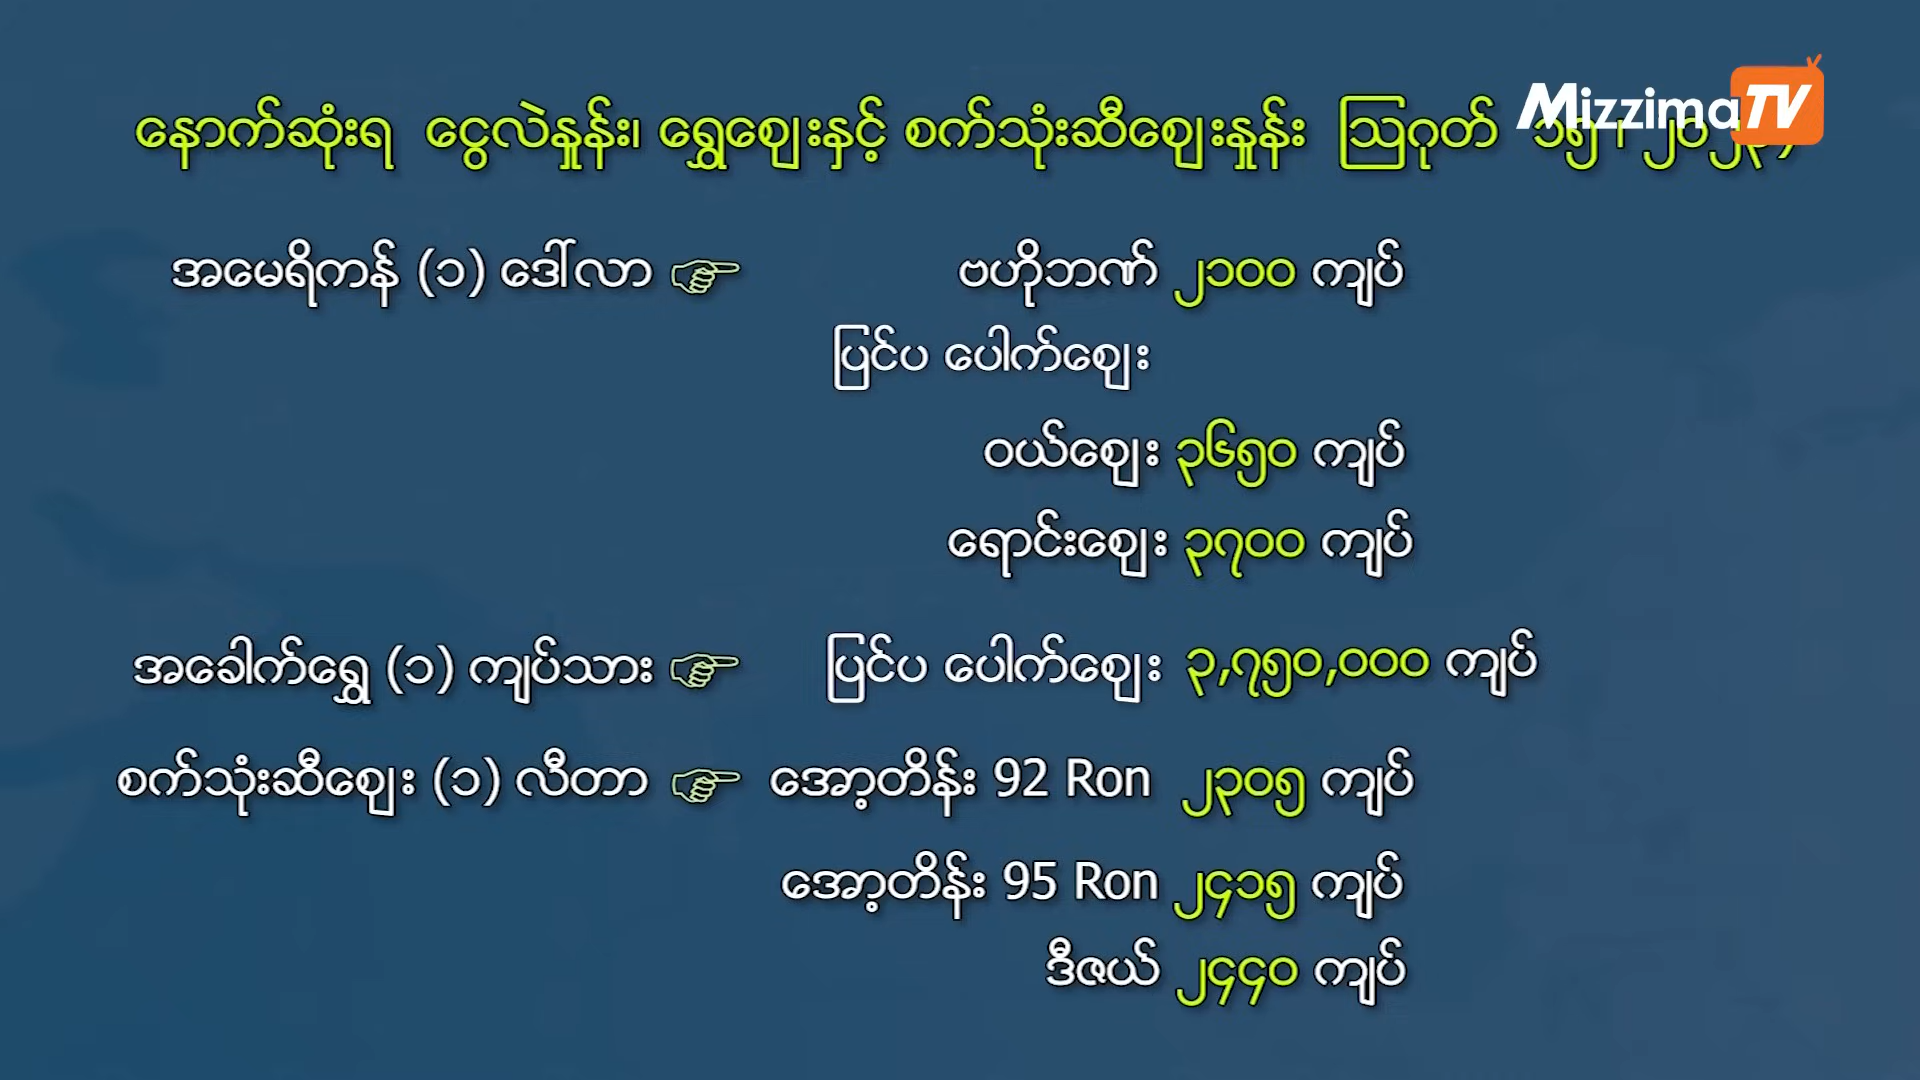 နောက်ဆုံးရ ငွေလဲနှုန်း၊ ရွှေဈေးနှင့် စက်သုံးဆီဈေးနှုန်း ဩဂုတ်
MizzimaTV
အမေရိကန် (၁) ဒေါ်လာ ☞ ဗဟိုဘဏ် ၂၁၀၀ ကျပ်
ပြင်ပ ပေါက်ဈေး
ဝယ်ဈေး ၃၆၅၀ ကျပ်
ရောင်းဈေး ၃၇၀၀ ကျပ်
အခေါက်ရွှေ (၁) ကျပ်သား ☞ ပြင်ပ ပေါက်ဈေး ၃,၇၅၀,၀၀၀ ကျပ်
စက်သုံးဆီဈေး (၁) လီတာ ☞ အော့တိန်း 92 Ron ၂၃၀၅ ကျပ်
အော့တိန်း 95 Ron ၂၄၁၅ ကျပ်
ဒီဇယ် ၂၄၄၀ ကျပ်